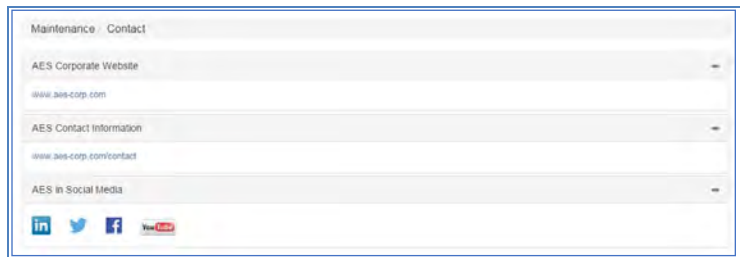 Maintenance / Contact
AES Corporate Website
www.aes-corp.com
AES Contact Information
www.aes-corp.com/contact
AES in Social Media
in f You Tube